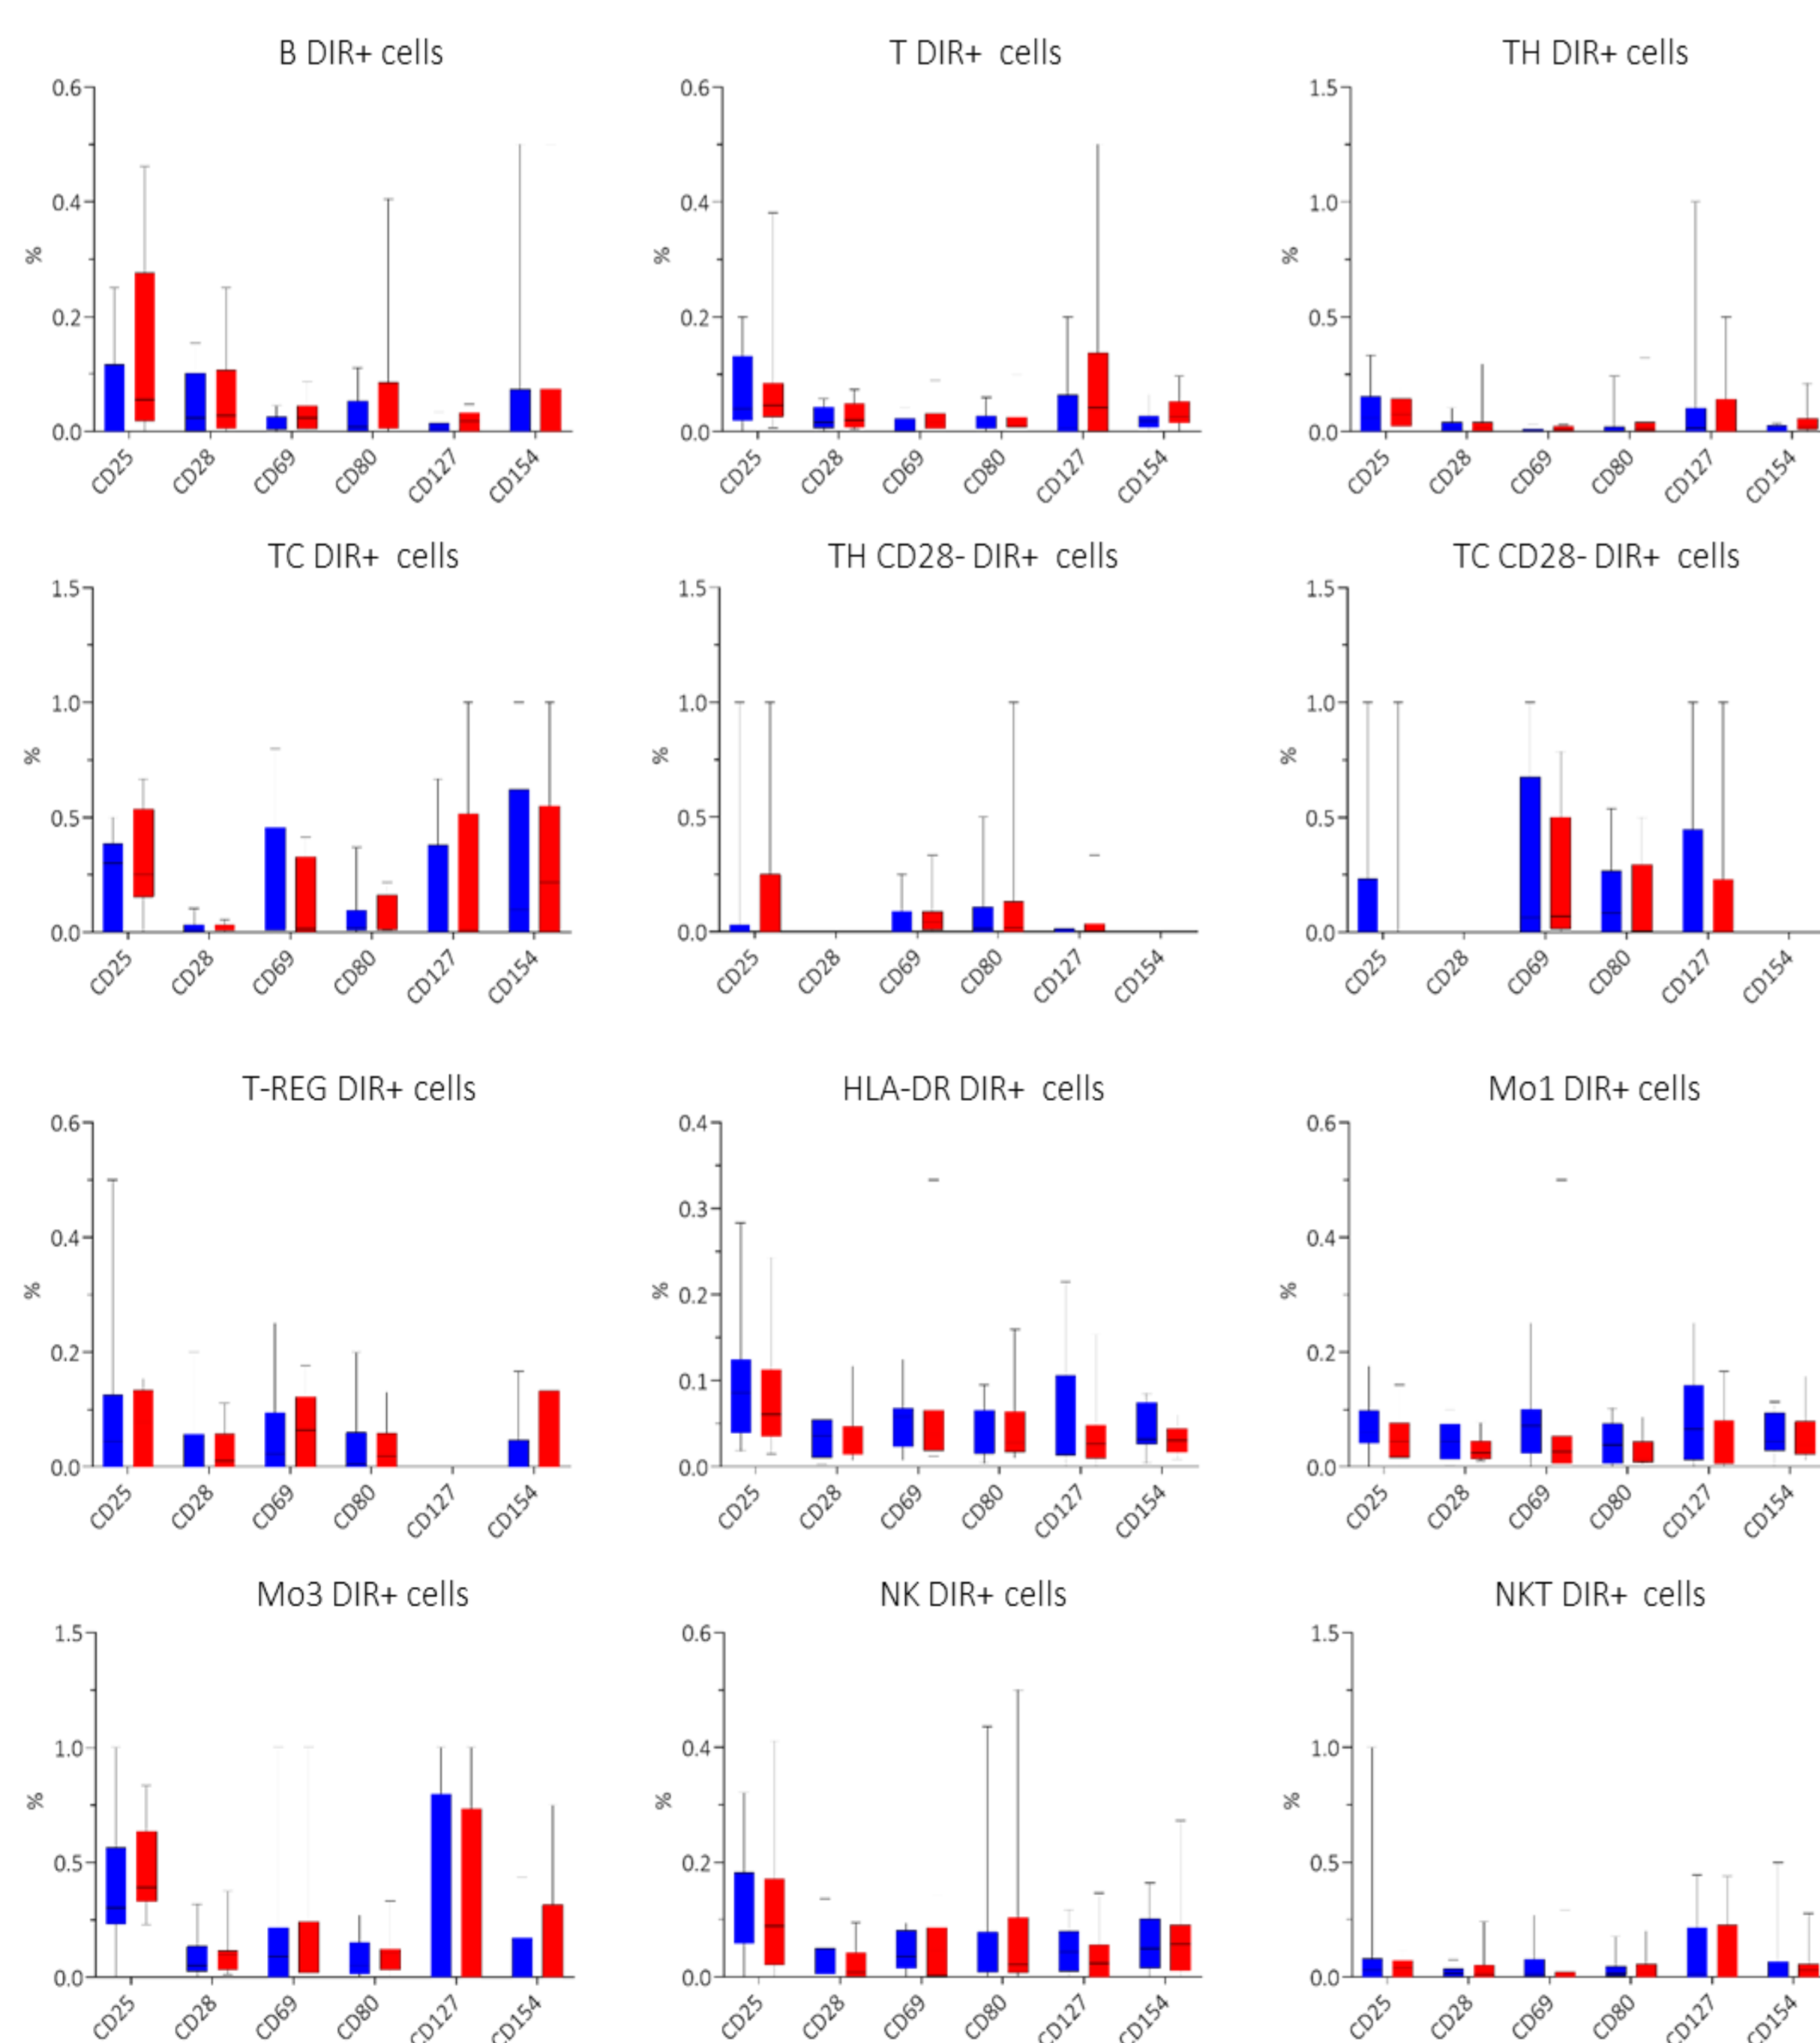 B DIR+ cells
0.6
0.4
0.2
0.0
%
CD25 CD28 CD69 CD80 CD127 CD154
T DIR+ cells
0.6
0.4
0.2
0.0
%
CD25 CD28 CD69 CD80 CD127 CD154
TH DIR+ cells
1.5
1.0
0.5
0.0
%
CD25 CD28 CD69 CD80 CD127 CD154
TC DIR+ cells
1.5
1.0
0.5
0.0
%
CD25 CD28 CD69 CD80 CD127 CD154
TH CD28- DIR+ cells
1.5
1.0
0.5
0.0
%
CD25 CD28 CD69 CD80 CD127 CD154
TC CD28- DIR+ cells
1.5
1.0
0.5
0.0
%
CD25 CD28 CD69 CD80 CD127 CD154
T-REG DIR+ cells
0.6
0.4
0.2
0.0
%
CD25 CD28 CD69 CD80 CD127 CD154
HLA-DR DIR+ cells
0.4
0.3
0.2
0.1
0.0
%
CD25 CD28 CD69 CD80 CD127 CD154
Mo1 DIR+ cells
0.6
0.4
0.2
0.0
%
CD25 CD28 CD69 CD80 CD127 CD154
Mo3 DIR+ cells
1.5
1.0
0.5
0.0
%
CD25 CD28 CD69 CD80 CD127 CD154
NK DIR+ cells
0.6
0.4
0.2
0.0
%
CD25 CD28 CD69 CD80 CD127 CD154
NKT DIR+ cells
1.5
1.0
0.5
0.0
%
CD25 CD28 CD69 CD80 CD127 CD154